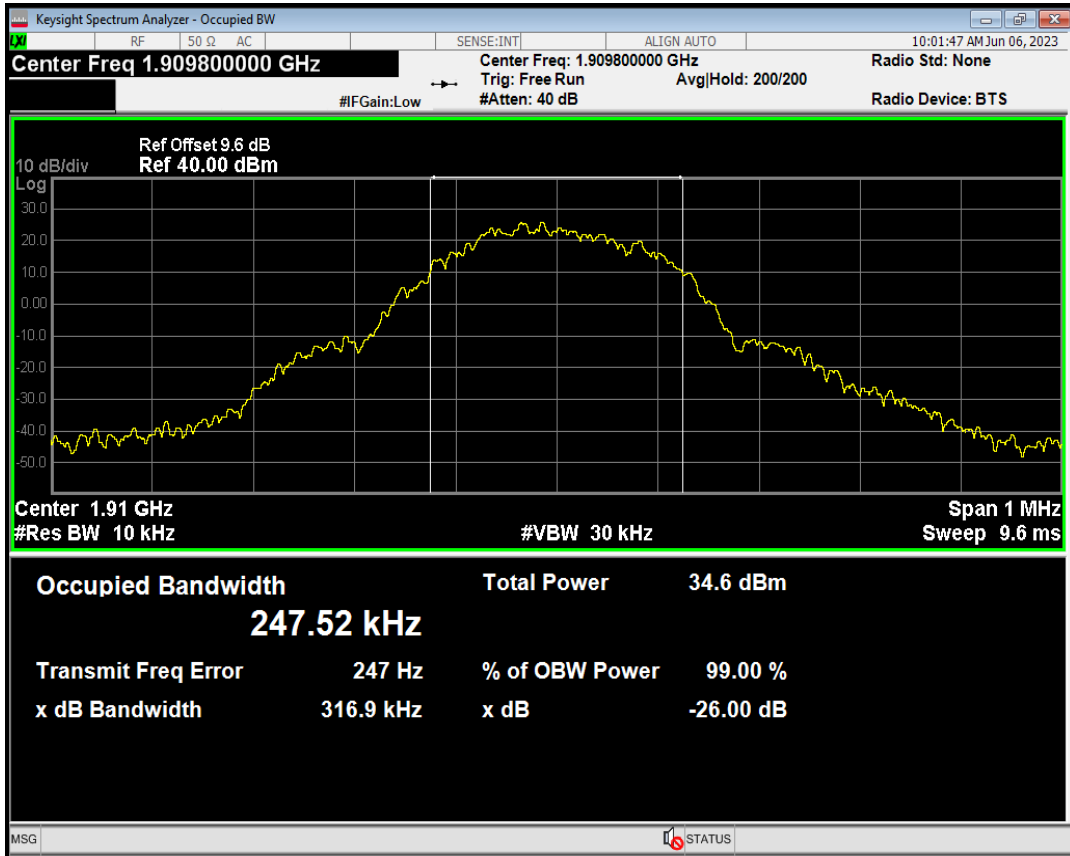 Keysight Spectrum Analyzer - Occupied BW
LXI RF 50 Ω AC SENSE:INT ALIGN AUTO 10:01:47 AM Jun 06, 2023
Center Freq 1.909800000 GHz Center Freq: 1.909800000 GHz Radio Std: None
Trig: Free Run Avg|Hold: 200/200
#IFGain:Low #Atten: 40 dB Radio Device: BTS
Ref Offset 9.6 dB
10 dB/div Ref 40.00 dBm
Log
30.0
20.0
10.0
0.00
-10.0
-20.0
-30.0
-40.0
-50.0
Center 1.91 GHz Span 1 MHz
#Res BW 10 kHz #VBW 30 kHz Sweep 9.6 ms
Occupied Bandwidth Total Power 34.6 dBm
247.52 kHz
Transmit Freq Error 247 Hz % of OBW Power 99.00 %
x dB Bandwidth 316.9 kHz x dB -26.00 dB
MSG STATUS